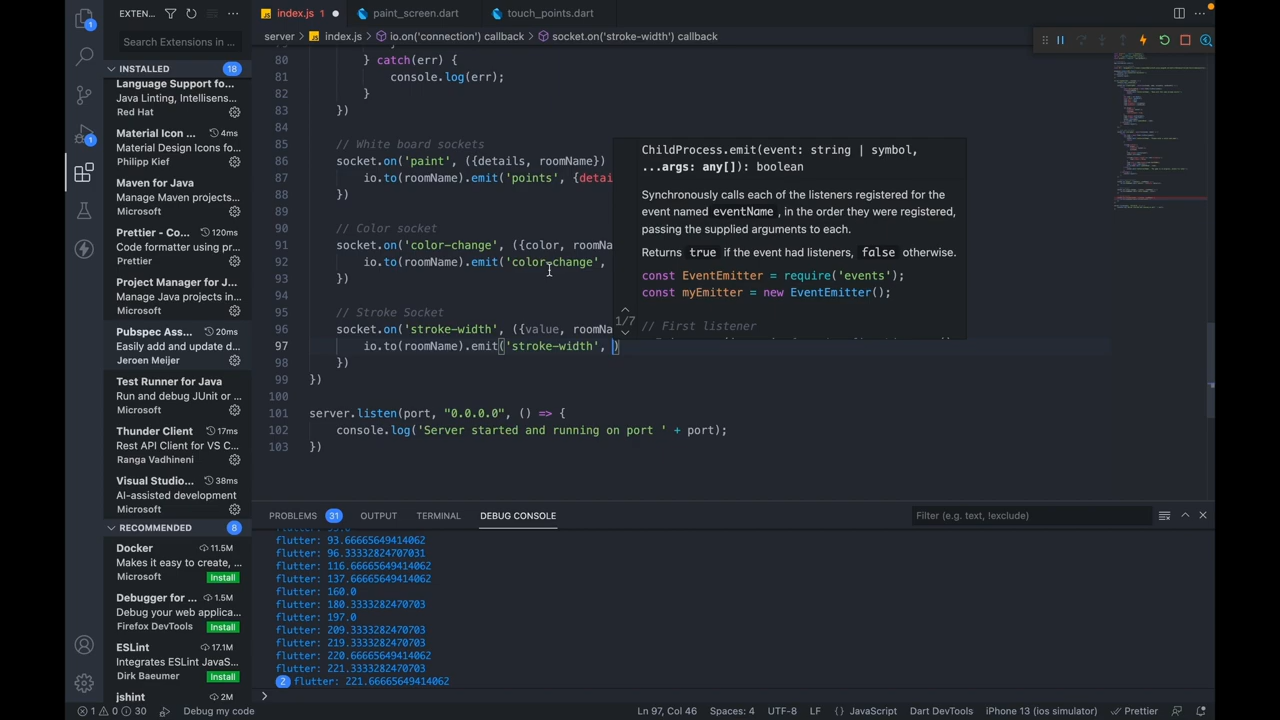 EXTEN...
index.js 1
paint_screen.dart
touch_points.dart
1
Search Extensions in ...
server > index.js > io.on('connection') callback > socket.on('stroke-width') callback
INSTALLED 18
Language Support fo...
Java Linting, Intellisens...
Red Hat
Material Icon ... 4ms
Material Design Icons fo...
Philipp Kief
Maven for Java
Manage Maven projects...
Microsoft
Prettier - Co... 120ms
Code formatter using pr...
Prettier
Project Manager for J...
Manage Java projects in...
Microsoft
Pubspec Ass... 20ms
Easily add and update d...
Jeroen Meijer
Test Runner for Java
Run and debug JUnit or ...
Microsoft
Thunder Client 17ms
Rest API Client for VS C...
Ranga Vadhineni
Visual Studio... 38ms
AI-assisted development
Microsoft
RECOMMENDED 8
Docker 11.5M
Makes it easy to create, ...
Microsoft Install
Debugger for ... 1.5M
Debug your web applica...
Firefox DevTools Install
ESLint 17.1M
Integrates ESLint JavaS...
Dirk Baeumer Install
jshint 4M
80 } catch(err) {
81 console.log(err);
82 }
83 })
84
85 // White board sockets
86 socket.on('paint', ({details, roomName})
87 io.to(roomName).emit('points', {detai
88 })
89
90 // Color socket
91 socket.on('color-change', ({color, roomNa
92 io.to(roomName).emit('color-change',
93 })
94
95 // Stroke Socket
96 socket.on('stroke-width', ({value, roomNa
97 io.to(roomName).emit('stroke-width', )
98 })
99 })
100
101 server.listen(port, "0.0.0.0", () => {
102 console.log('Server started and running on port ' + port);
103 })
ChildProcess.emit(event: string | symbol,
...args: any[]): boolean
Synchronously calls each of the listeners registered for the
event named eventName, in the order they were registered,
passing the supplied arguments to each.
Returns true if the event had listeners, false otherwise.
const EventEmitter = require('events');
const myEmitter = new EventEmitter();
1/7
// First listener
PROBLEMS 31 OUTPUT TERMINAL DEBUG CONSOLE
Filter (e.g. text, !exclude)
flutter: 93.66665649414062
flutter: 96.33332824707031
flutter: 116.66665649414062
flutter: 137.66665649414062
flutter: 160.0
flutter: 180.3333282470703
flutter: 197.0
flutter: 209.3333282470703
flutter: 219.3333282470703
flutter: 220.66665649414062
flutter: 221.3333282470703
2 flutter: 221.66665649414062
>
1 0 30 Debug my code
Ln 97, Col 46 Spaces: 4 UTF-8 LF {} JavaScript Dart DevTools iPhone 13 (ios simulator) Prettier